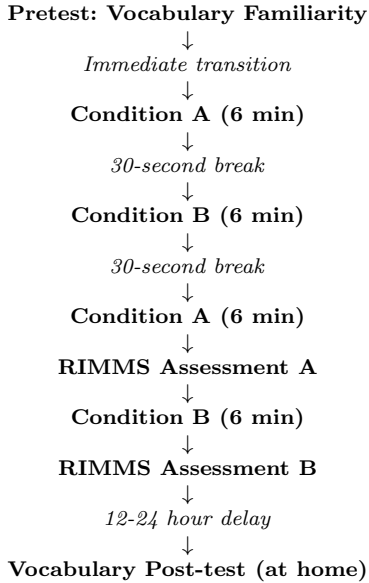 Pretest: Vocabulary Familiarity
↓
Immediate transition
↓
Condition A (6 min)
↓
30-second break
↓
Condition B (6 min)
↓
30-second break
↓
Condition A (6 min)
↓
RIMMS Assessment A
↓
Condition B (6 min)
↓
RIMMS Assessment B
↓
12-24 hour delay
↓
Vocabulary Post-test (at home)